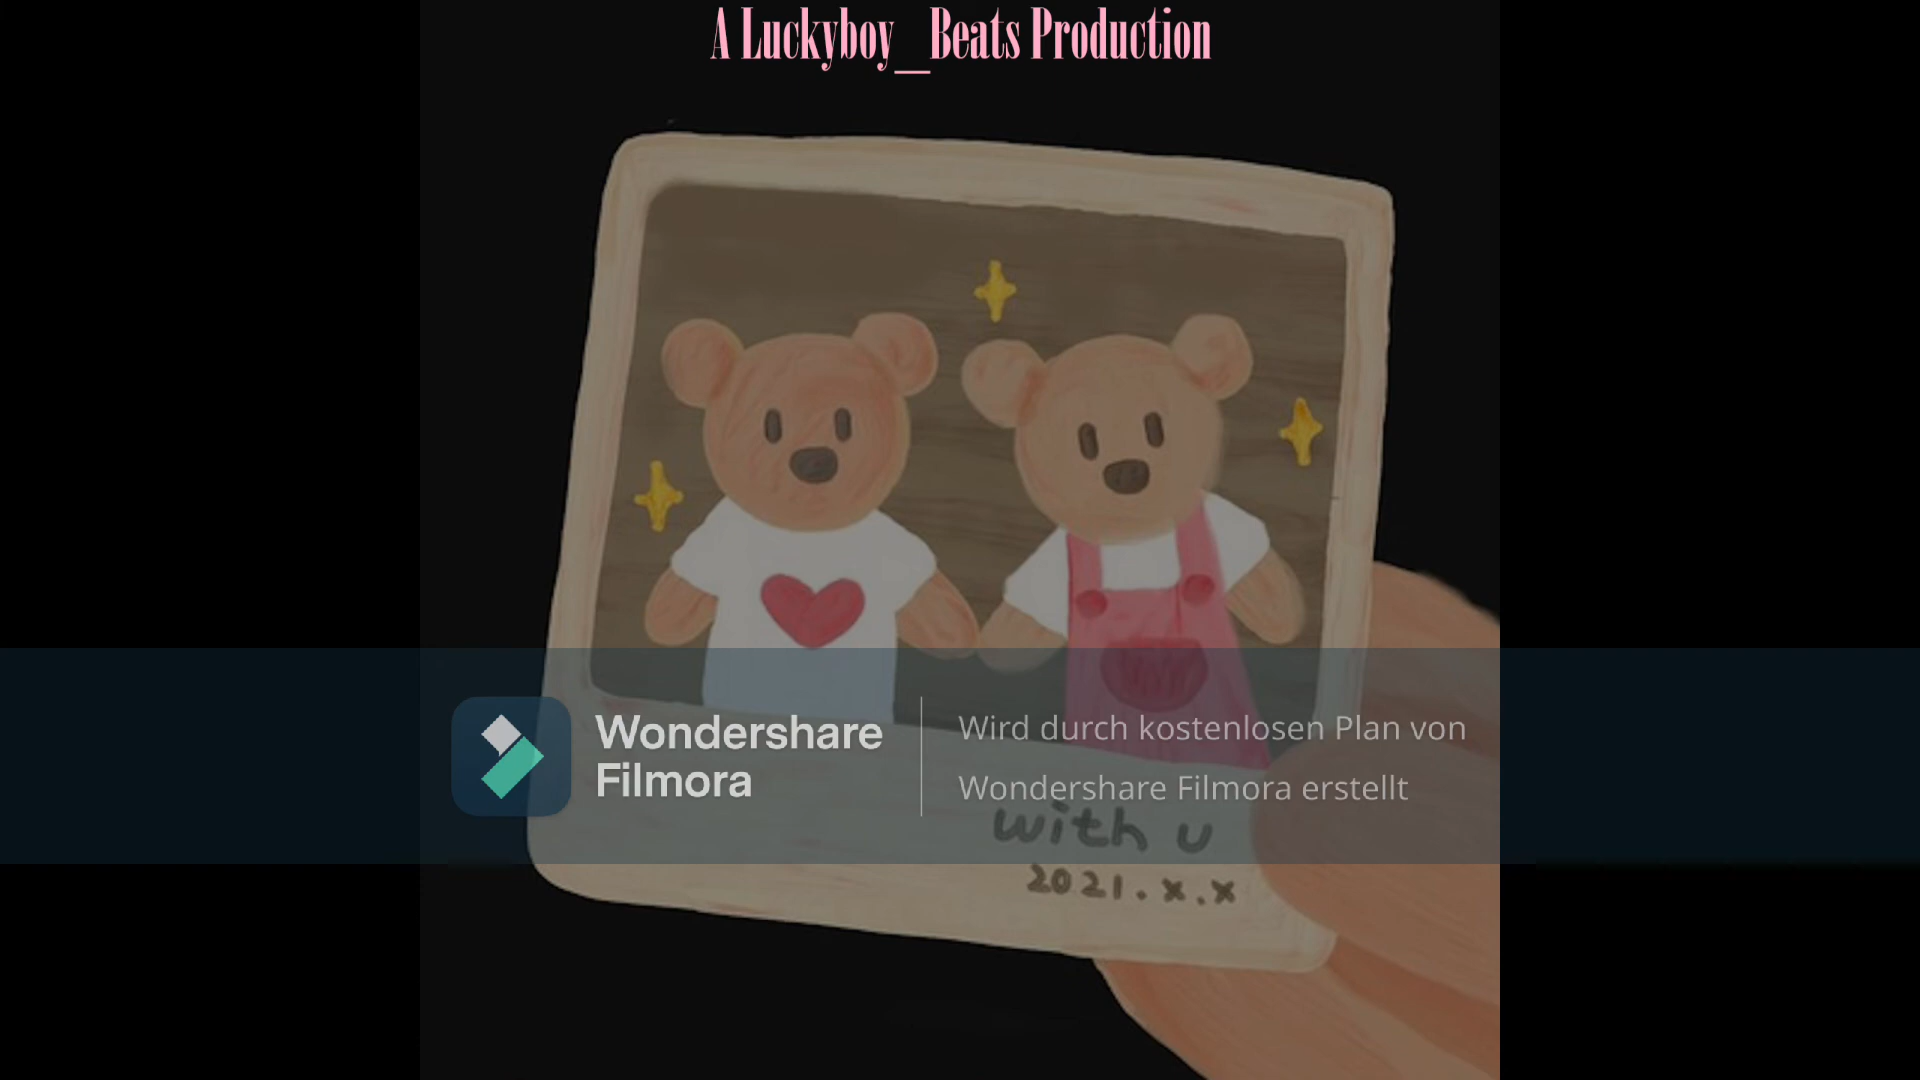 A Luckyboy_Beats Production
Wondershare
Filmora
Wird durch kostenlosen Plan von
Wondershare Filmora erstellt
with u
2021.x.x